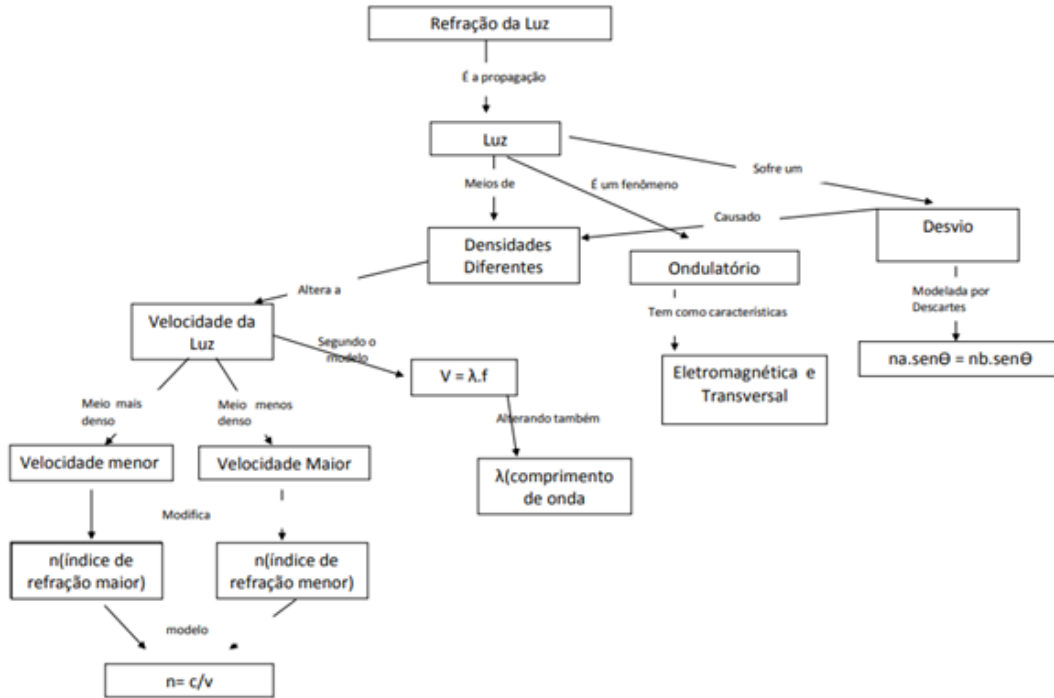 Refração da Luz
É a propagação
Luz
Sofre um
Meios de
É um fenômeno
Causado
Desvio
Densidades
Diferentes
Ondulatório
Altera a
Modelada por
Descartes
Tem como características
Velocidade da
Luz
Segundo o
modelo
na.senΘ = nb.senΘ
V = λ.f
Eletromagnética e
Transversal
Meio mais
denso
Meio menos
denso
Alterando também
Velocidade menor
Velocidade Maior
λ(comprimento
de onda
Modifica
n(índice de
refração maior)
n(índice de
refração menor)
modelo
n= c/v